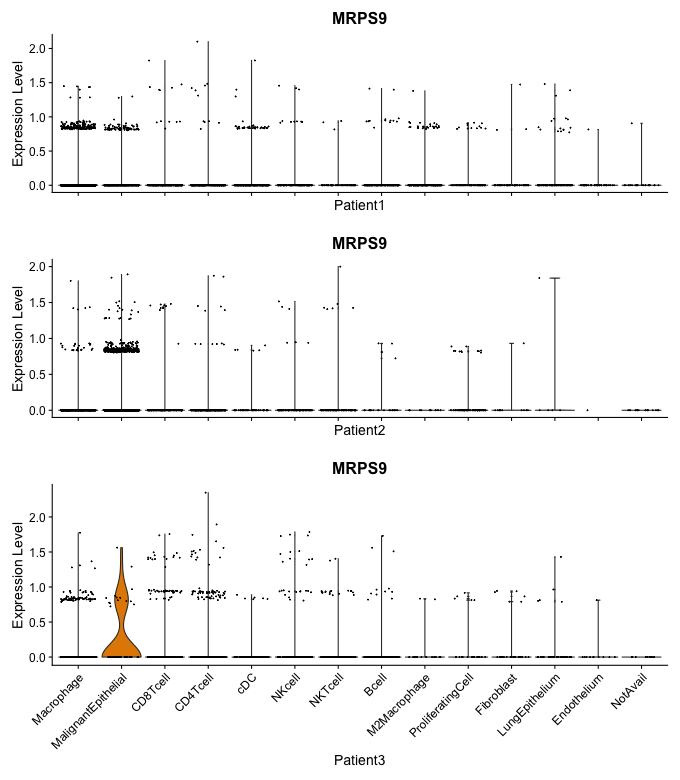 MRPS9
Expression Level
2.0
1.5
1.0
0.5
0.0
Patient1
MRPS9
Expression Level
2.0
1.5
1.0
0.5
0.0
Patient2
MRPS9
Expression Level
2.0
1.5
1.0
0.5
0.0
Macrophage
MalignantEpithelial
CD8Tcell
CD4Tcell
cDC
NKcell
NKTcell
Bcell
M2Macrophage
ProliferatingCell
Fibroblast
LungEpithelium
Endothelium
NotAvail
Patient3